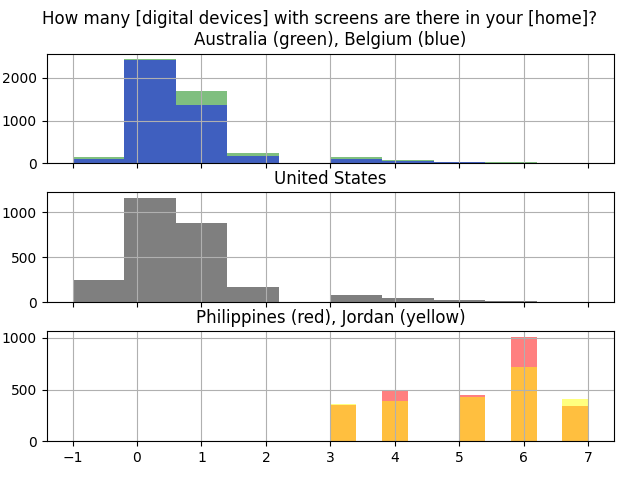 How many [digital devices] with screens are there in your [home]?
Australia (green), Belgium (blue)
2000
1000
0
United States
1000
500
0
Philippines (red), Jordan (yellow)
1000
500
0
−1 0 1 2 3 4 5 6 7